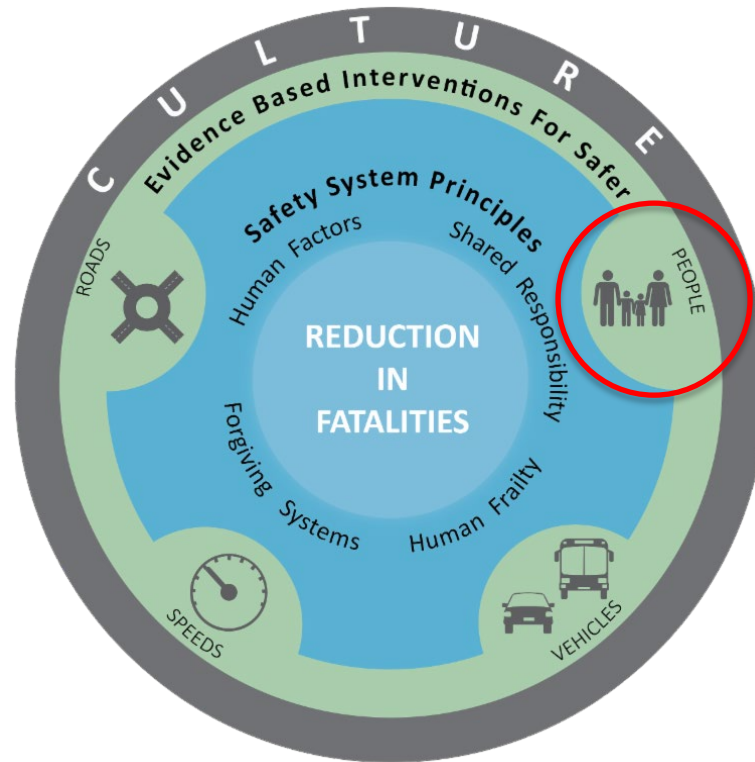 CULTURE
Evidence Based Interventions For Safer
Safety System Principles
Human Factors
Shared Responsibility
ROADS
PEOPLE
REDUCTION
IN
FATALITIES
Forgiving Systems
Human Frailty
SPEEDS
VEHICLES